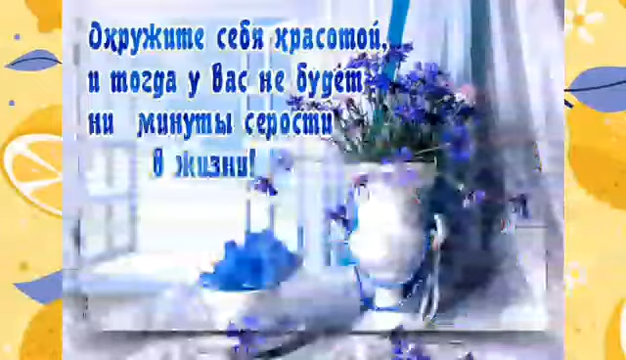 Окружите себя красотой,
и тогда у вас не будет
ни минуты серости
в жизни!